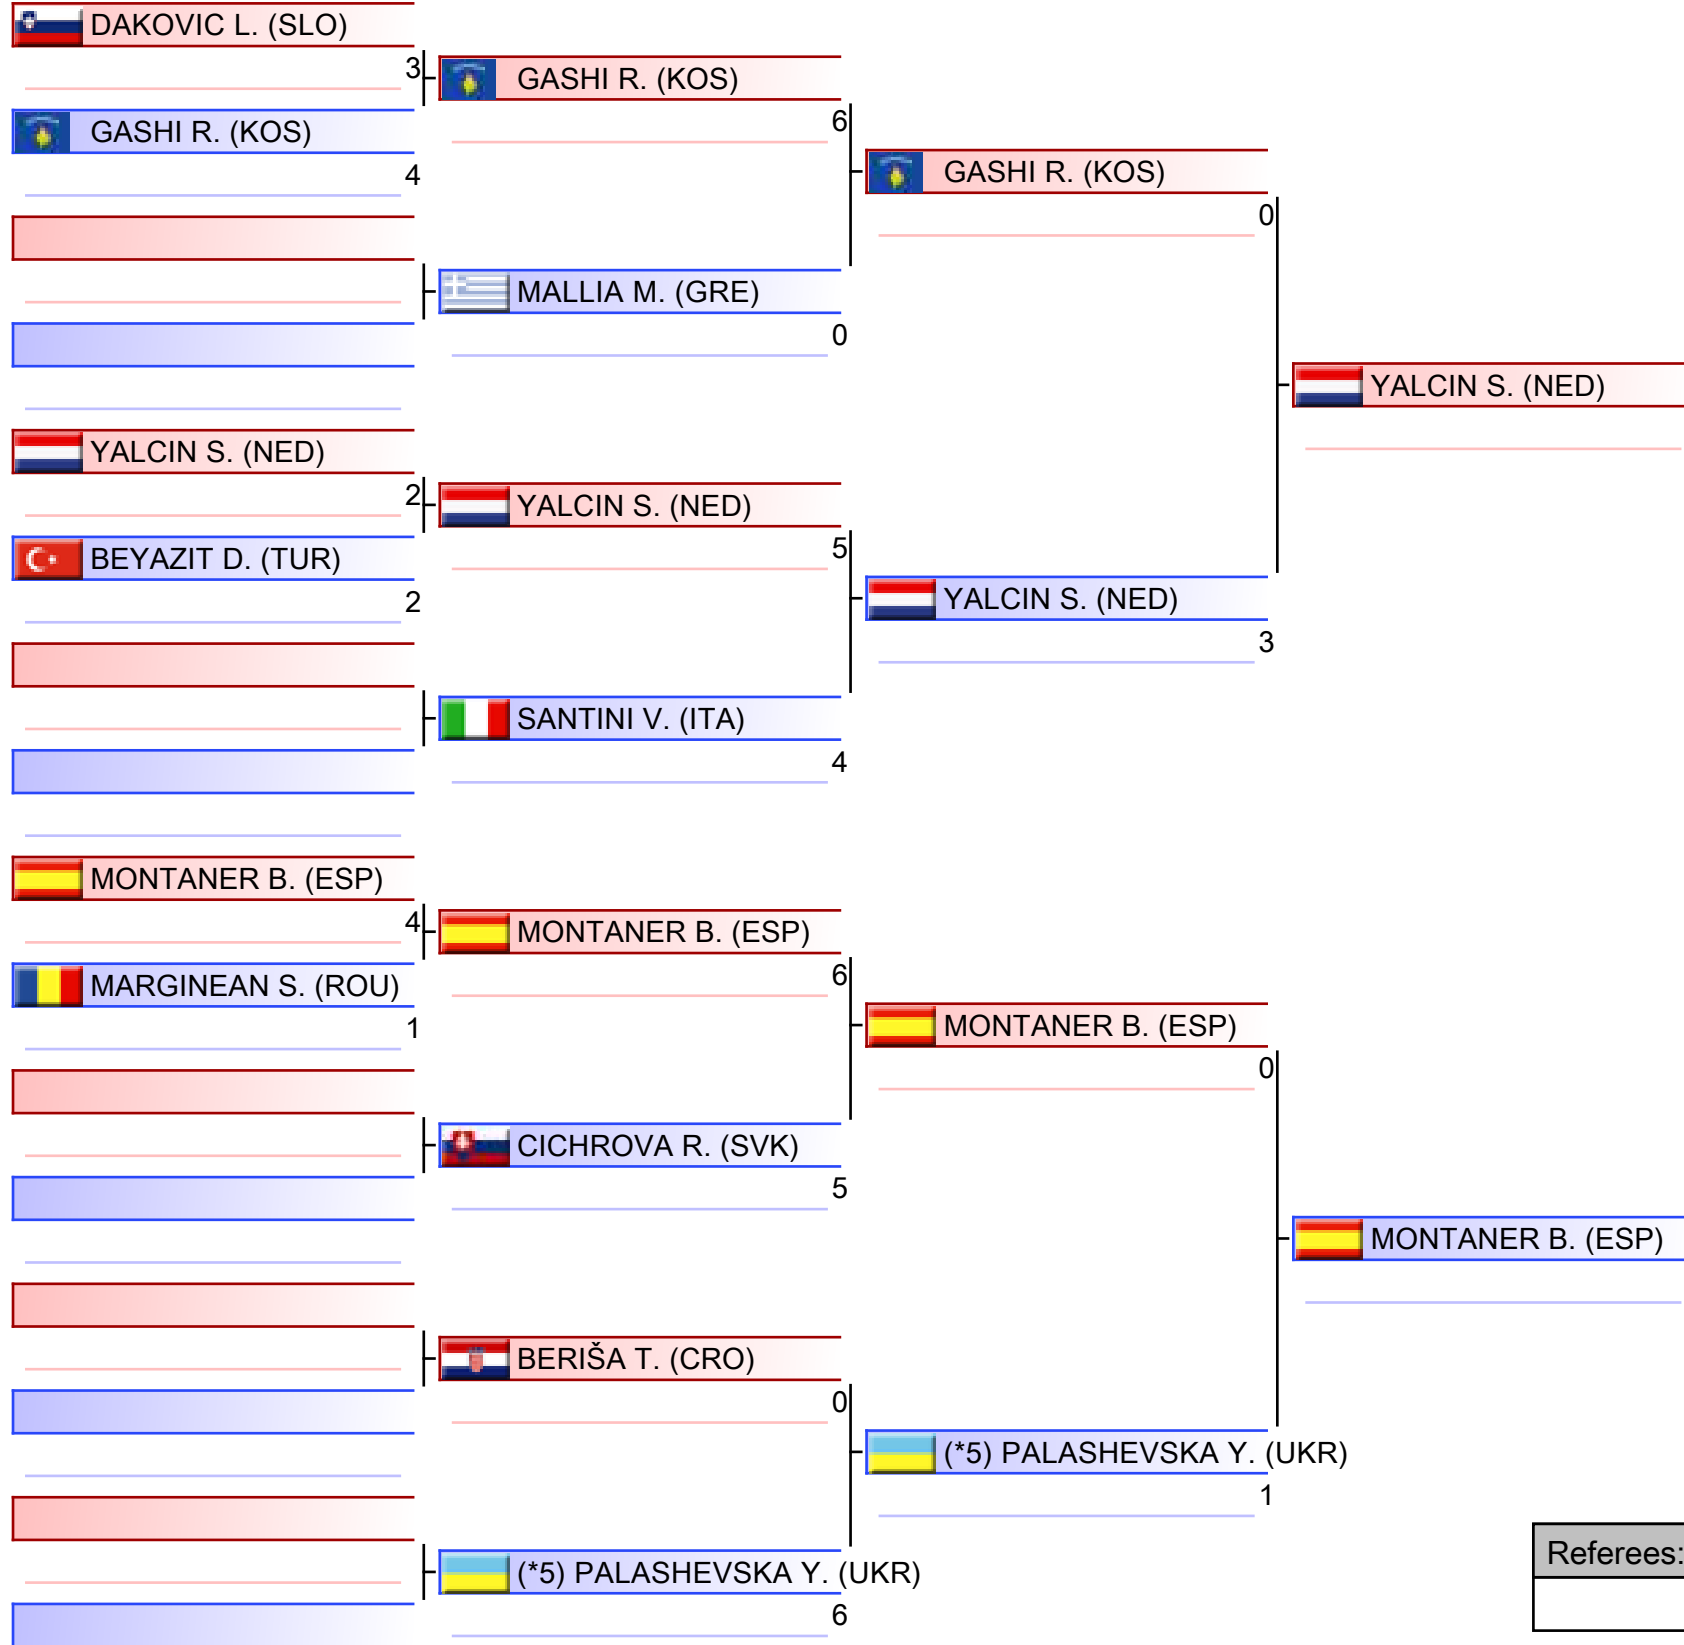 DAKOVIC L. (SLO)
3
GASHI R. (KOS)
4
YALCIN S. (NED)
2
BEYAZIT D. (TUR)
2
MONTANER B. (ESP)
4
MARGINEAN S. (ROU)
1
GASHI R. (KOS)
6
MALLIA M. (GRE)
0
YALCIN S. (NED)
5
SANTINI V. (ITA)
4
MONTANER B. (ESP)
6
CICHROVA R. (SVK)
5
BERIŠA T. (CRO)
0
(*5) PALASHEVSKA Y. (UKR)
6
GASHI R. (KOS)
0
YALCIN S. (NED)
3
MONTANER B. (ESP)
0
(*5) PALASHEVSKA Y. (UKR)
1
YALCIN S. (NED)
MONTANER B. (ESP)
Referees: